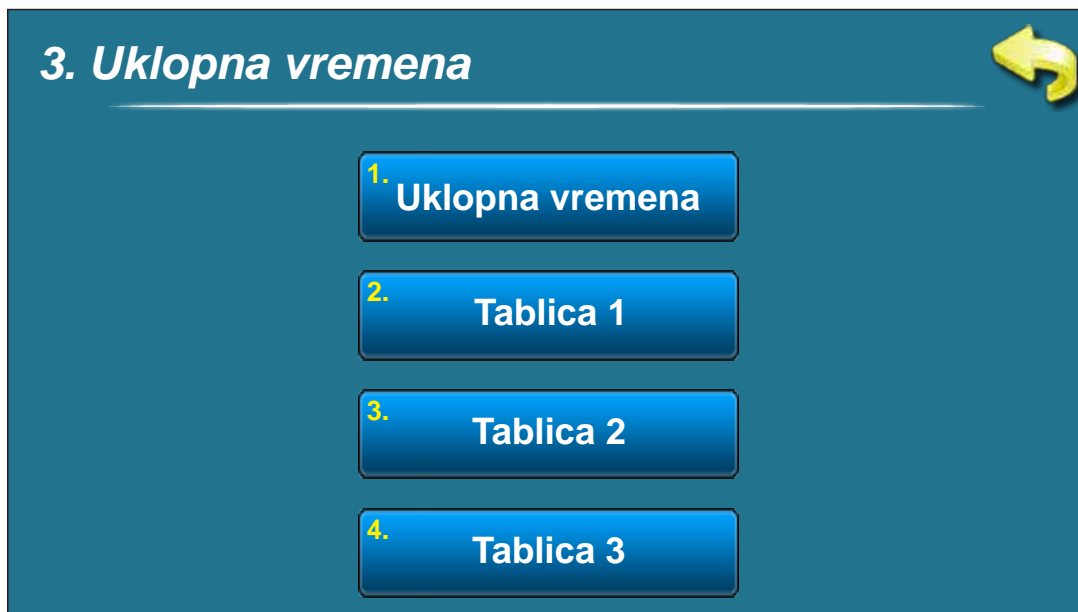 3. Uklopna vremena
1.
Uklopna vremena
2.
Tablica 1
3.
Tablica 2
4.
Tablica 3